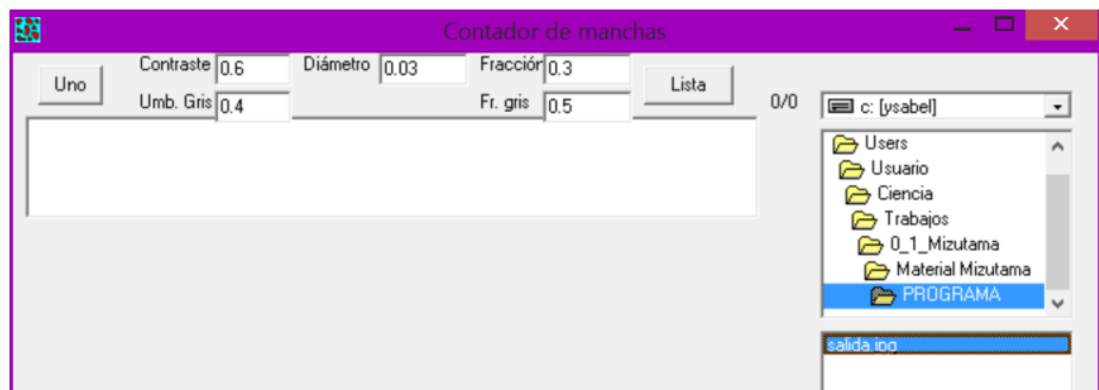 Contador de manchas
Uno
Contraste 0.6
Diámetro 0.03
Fracción 0.3
Lista
Umb. Gris 0.4
Fr. gris 0.5
0/0
c: [ysabel]
Users
Usuario
Ciencia
Trabajos
0_1_Mizutama
Material Mizutama
PROGRAMA
salida.jpg